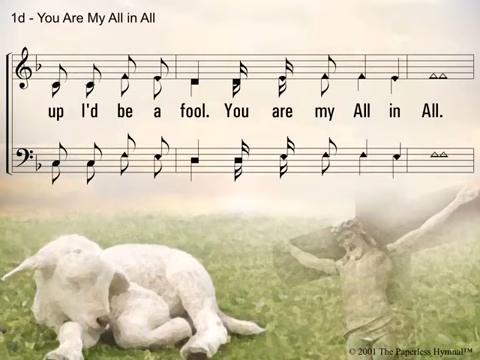 1d - You Are My All in All
up I'd be a fool. You are my All in All.
© 2001 The Paperless Hymnal™